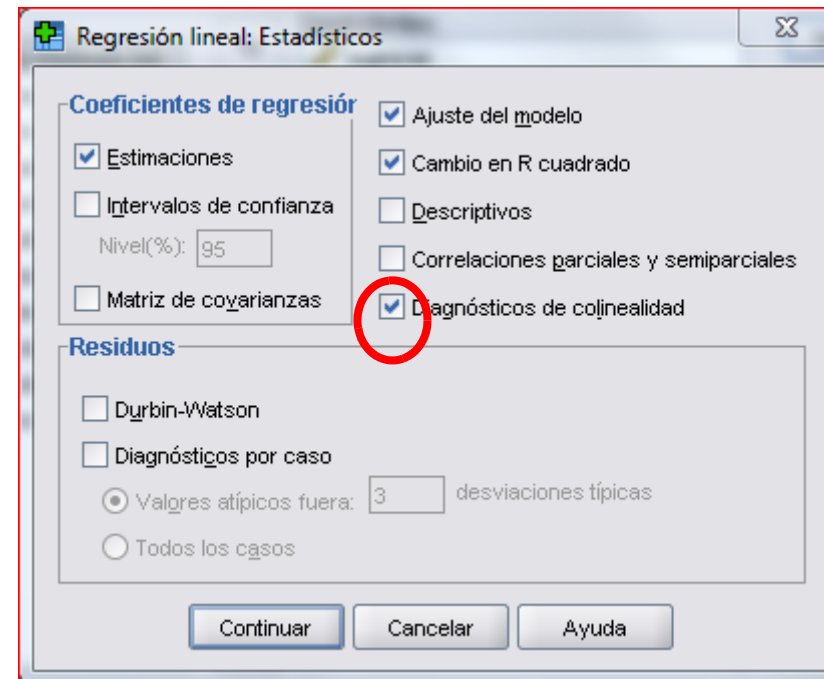 Regresión lineal: Estadísticos
Coeficientes de regresiór
Estimaciones
Intervalos de confianza
Nivel(%): 95
Matriz de covarianzas
Ajuste del modelo
Cambio en R cuadrado
Descriptivos
Correlaciones parciales y semiparciales
Diagnósticos de colinealidad
Residuos
Durbin-Watson
Diagnósticos por caso
Valores atípicos fuera: 3 desviaciones típicas
Todos los casos
Continuar Cancelar Ayuda